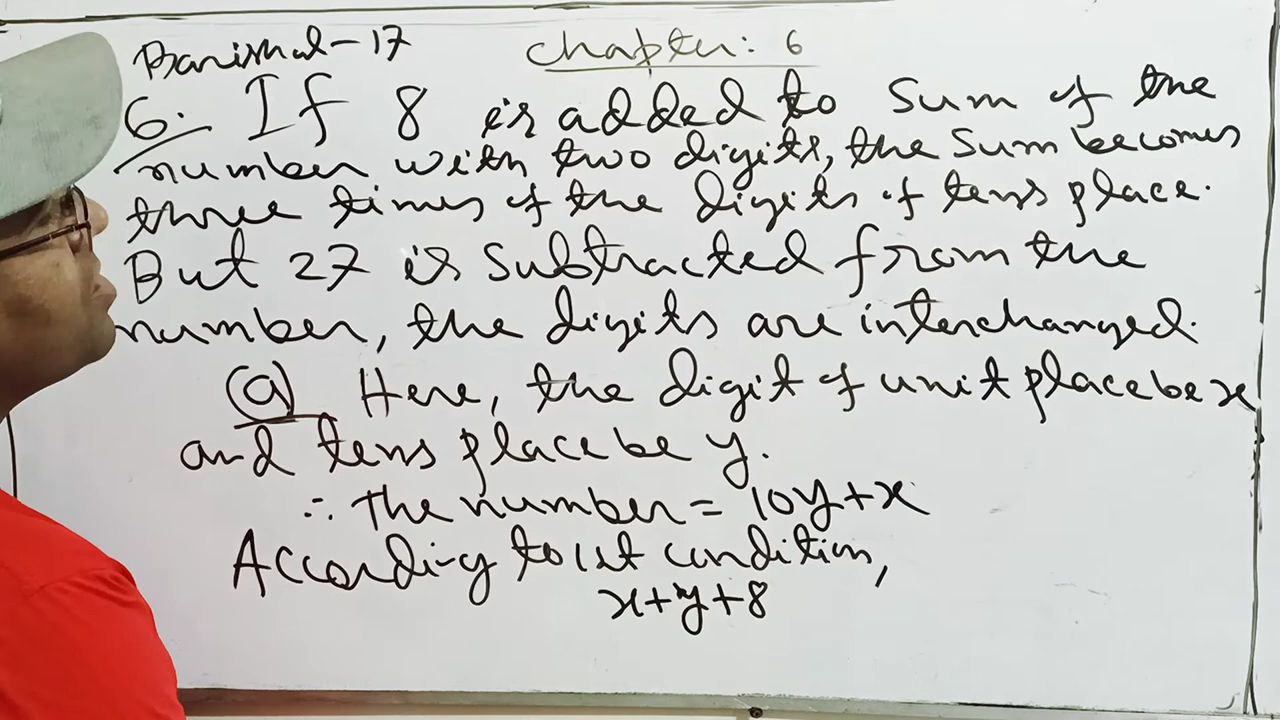 Barishal-17
Chapter: 6
6. If 8 is added to sum of the
number with two digits, the sum becomes
three times of the digits of tens place.
But 27 is subtracted from the
number, the digits are interchanged.
(a) Here, the digit of unit place be x
and tens place be y.
∴ The number = 10y+x
According to 1st condition,
x+y+8